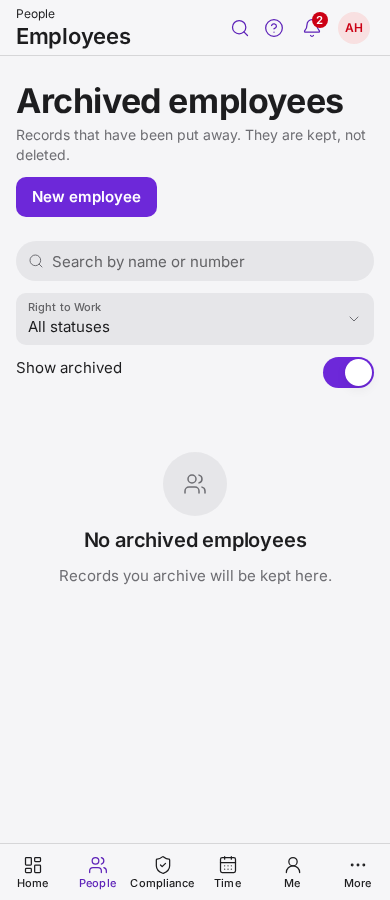 People
Employees
2
AH
Archived employees
Records that have been put away. They are kept, not
deleted.
New employee
Search by name or number
Right to Work
All statuses
Show archived
No archived employees
Records you archive will be kept here.
Home
People
Compliance
Time
Me
More